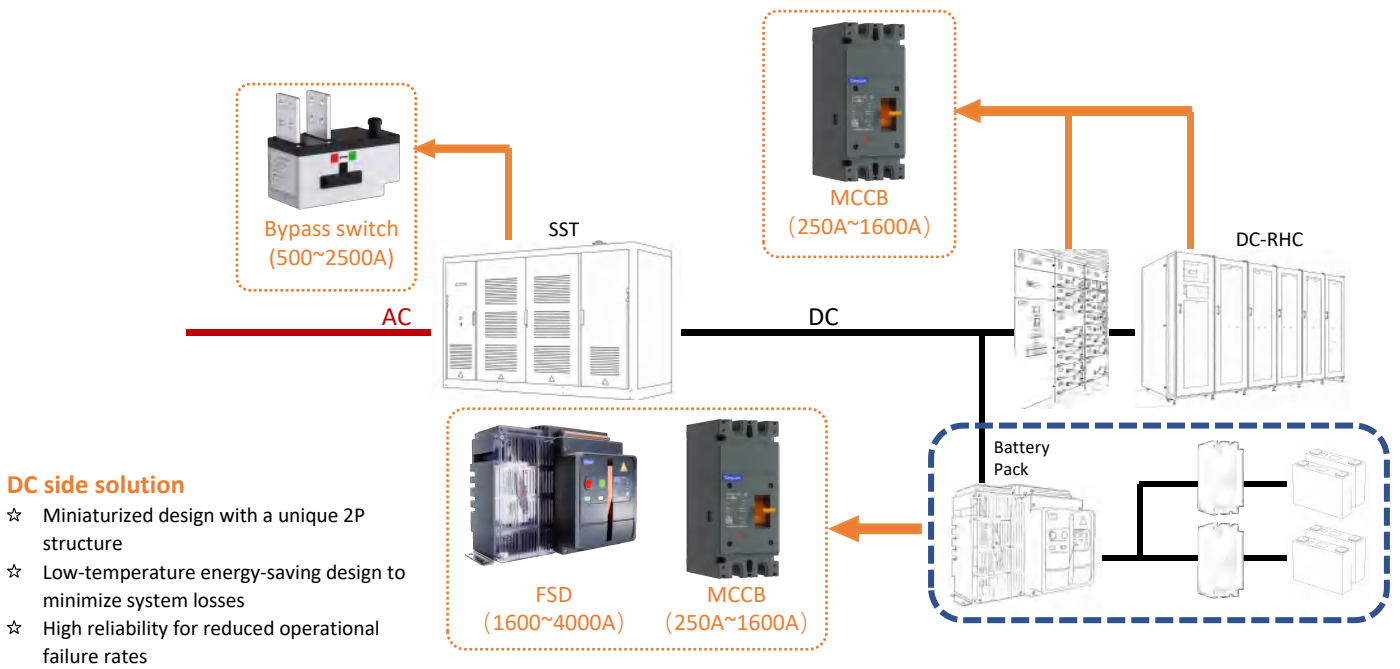 Bypass switch
(500~2500A)
MCCB
（250A~1600A）
SST
DC-RHC
AC
DC
Battery
Pack
FSD
（1600~4000A）
MCCB
（250A~1600A）
DC side solution
☆ Miniaturized design with a unique 2P
structure
☆ Low-temperature energy-saving design to
minimize system losses
☆ High reliability for reduced operational
failure rates